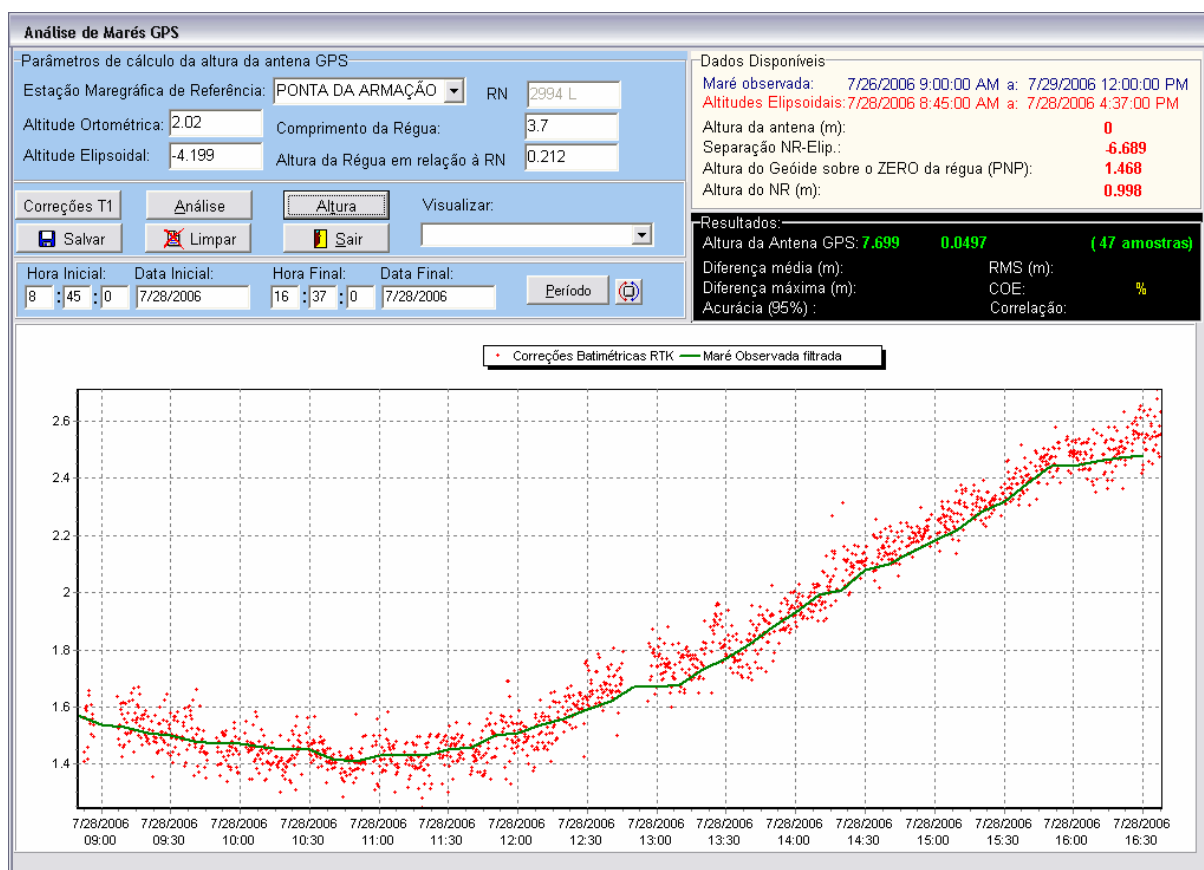 Análise de Marés GPS
Parâmetros de cálculo da altura da antena GPS
Estação Maregráfica de Referência: PONTA DA ARMAÇÃO RN 2994 L
Altitude Ortométrica: 2.02 Comprimento da Régua: 3.7
Altitude Elipsoidal: -4.199 Altura da Régua em relação à RN 0.212
Correções T1 Análise Altura Visualizar:
Salvar Limpar Sair
Hora Inicial: Data Inicial: Hora Final: Data Final:
8 : 45 : 0 7/28/2006 16 : 37 : 0 7/28/2006 Período
Dados Disponíveis
Maré observada: 7/26/2006 9:00:00 AM a: 7/29/2006 12:00:00 PM
Altitudes Elipsoidais: 7/28/2006 8:45:00 AM a: 7/28/2006 4:37:00 PM
Altura da antena (m): 0
Separação NR-Elip.: -6.689
Altura do Geóide sobre o ZERO da régua (PNP): 1.468
Altura do NR (m): 0.998
Resultados:
Altura da Antena GPS: 7.699 0.0497 ( 47 amostras)
Diferença média (m): RMS (m):
Diferença máxima (m): COE: %
Acurácia (95%) : Correlação:
Correções Batimétricas RTK Maré Observada filtrada
2.6
2.4
2.2
2
1.8
1.6
1.4
7/28/2006 7/28/2006 7/28/2006 7/28/2006 7/28/2006 7/28/2006 7/28/2006 7/28/2006 7/28/2006 7/28/2006 7/28/2006 7/28/2006 7/28/2006 7/28/2006 7/28/2006 7/28/2006
09:00 09:30 10:00 10:30 11:00 11:30 12:00 12:30 13:00 13:30 14:00 14:30 15:00 15:30 16:00 16:30